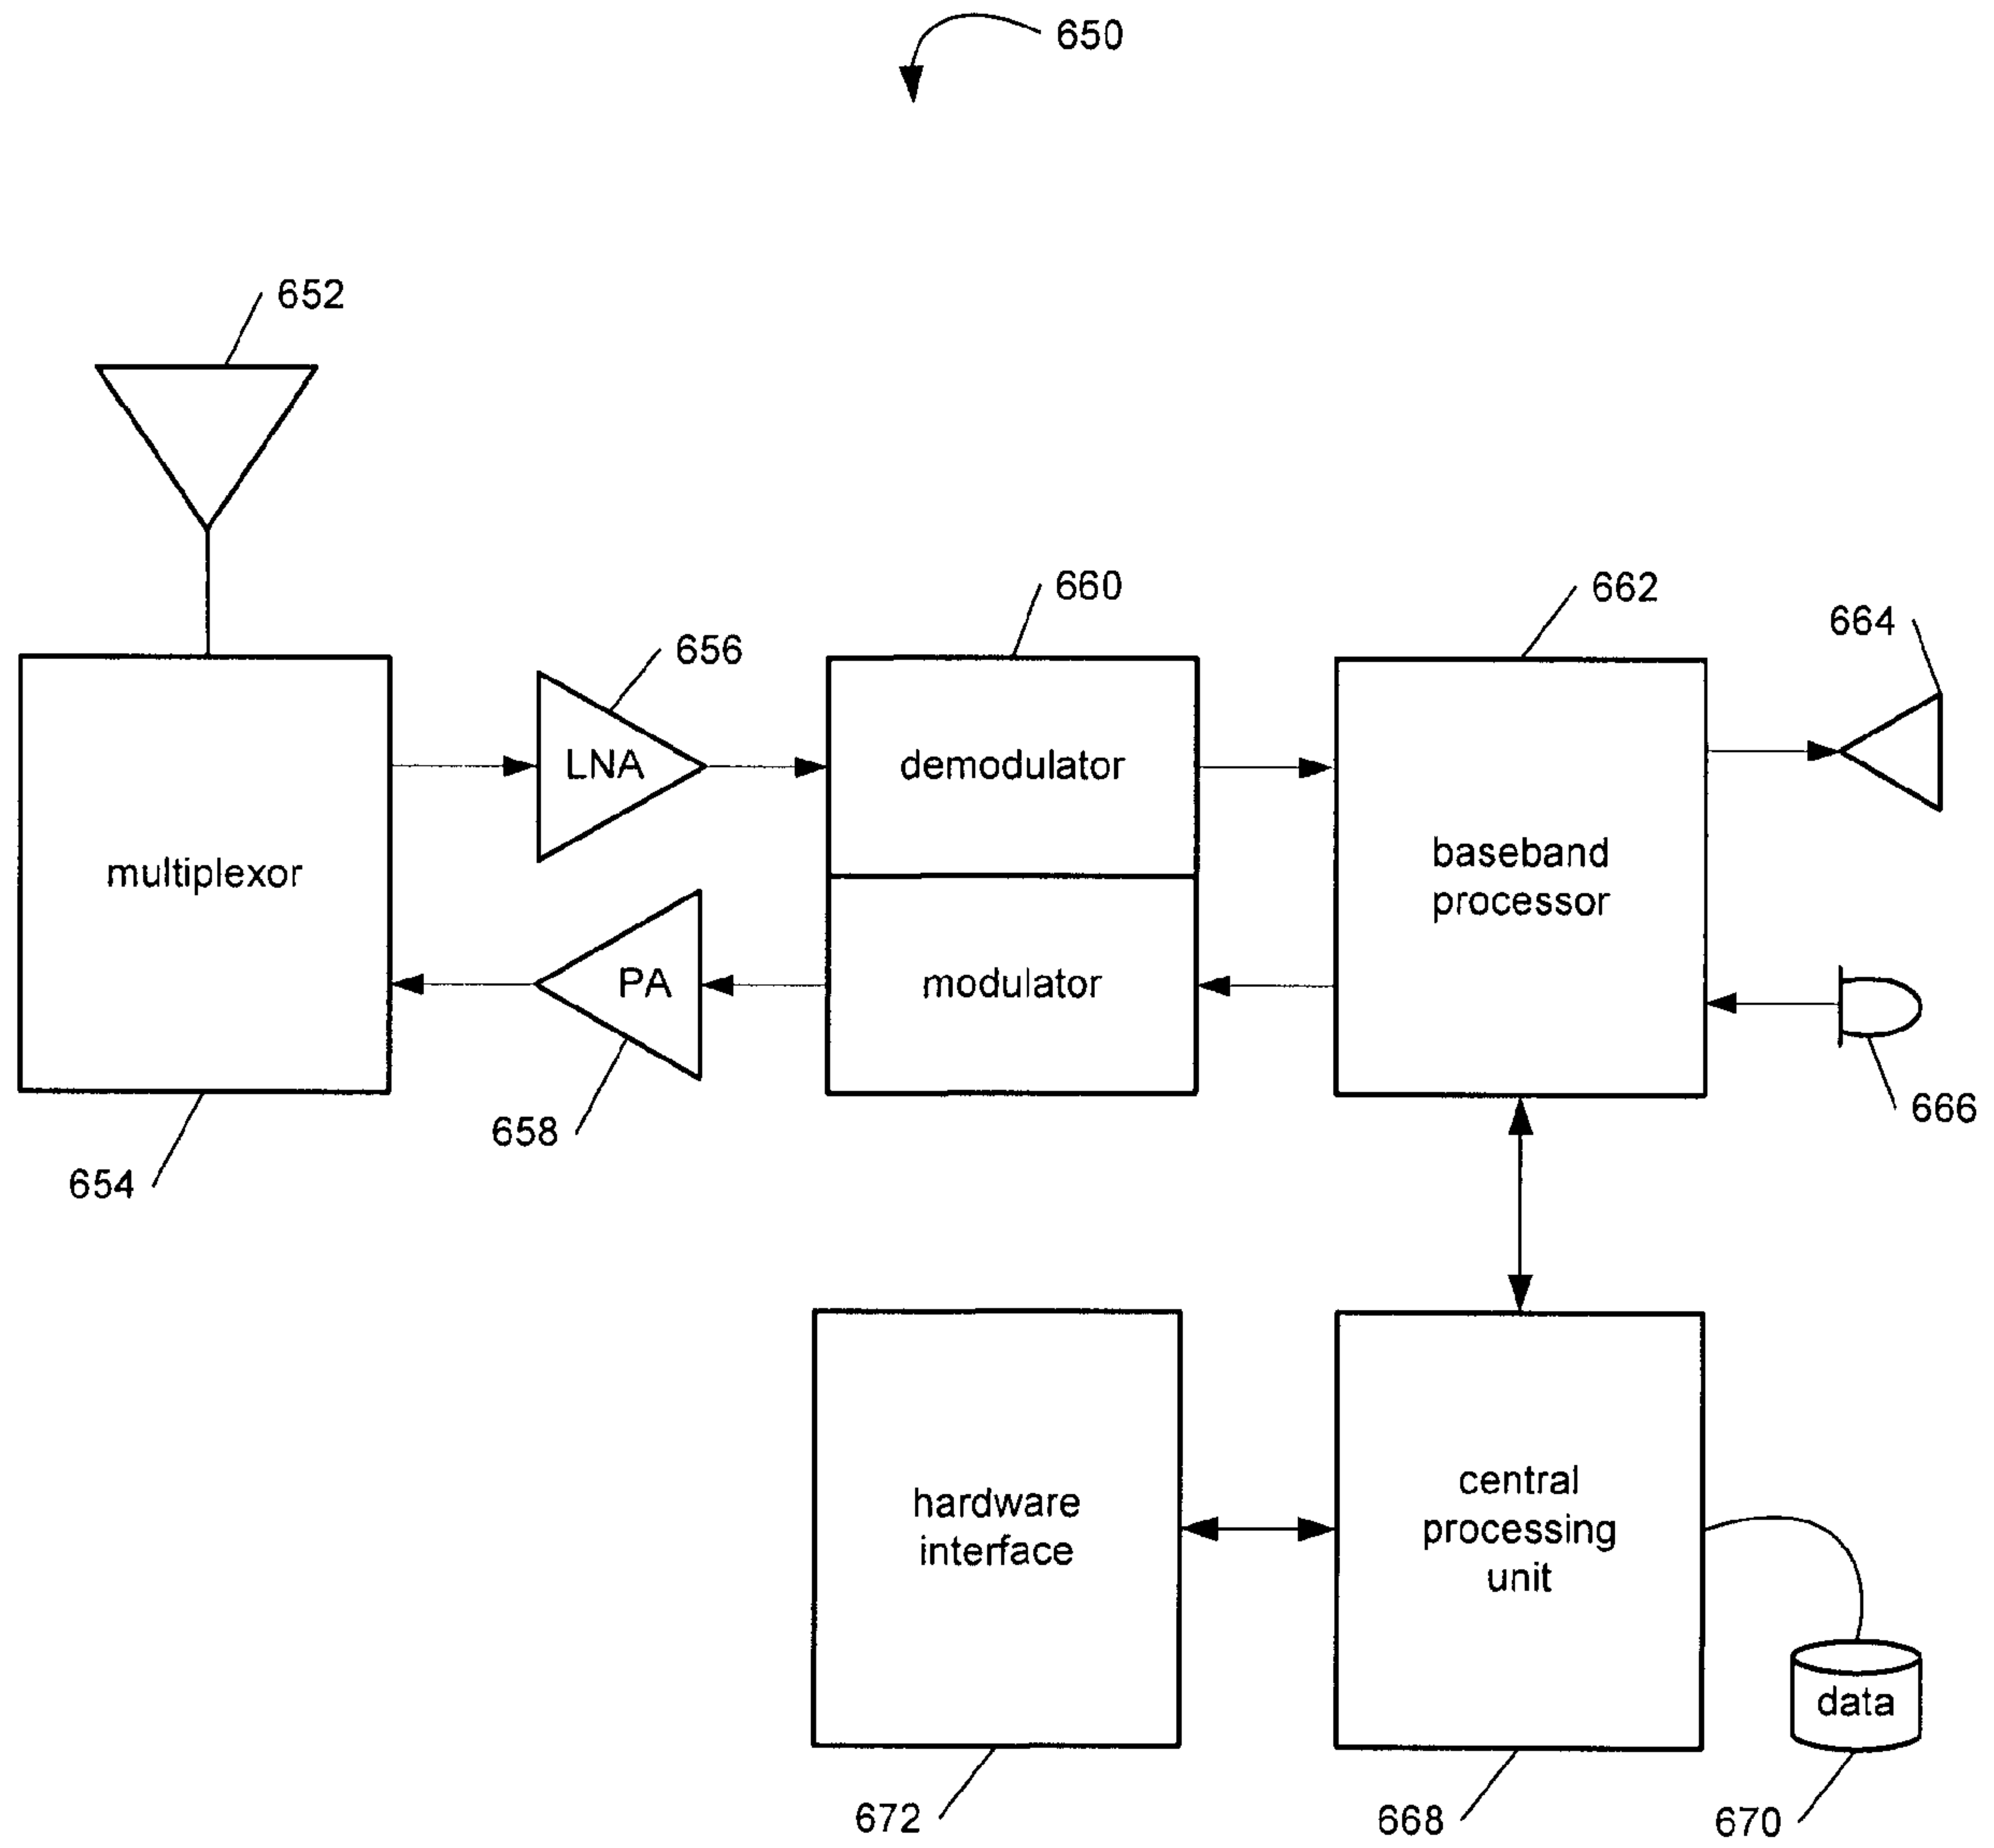 650
652
660
662
664
656
LNA
demodulator
baseband
processor
multiplexor
PA
modulator
658
666
654
hardware
interface
central
processing
unit
data
672
668
670